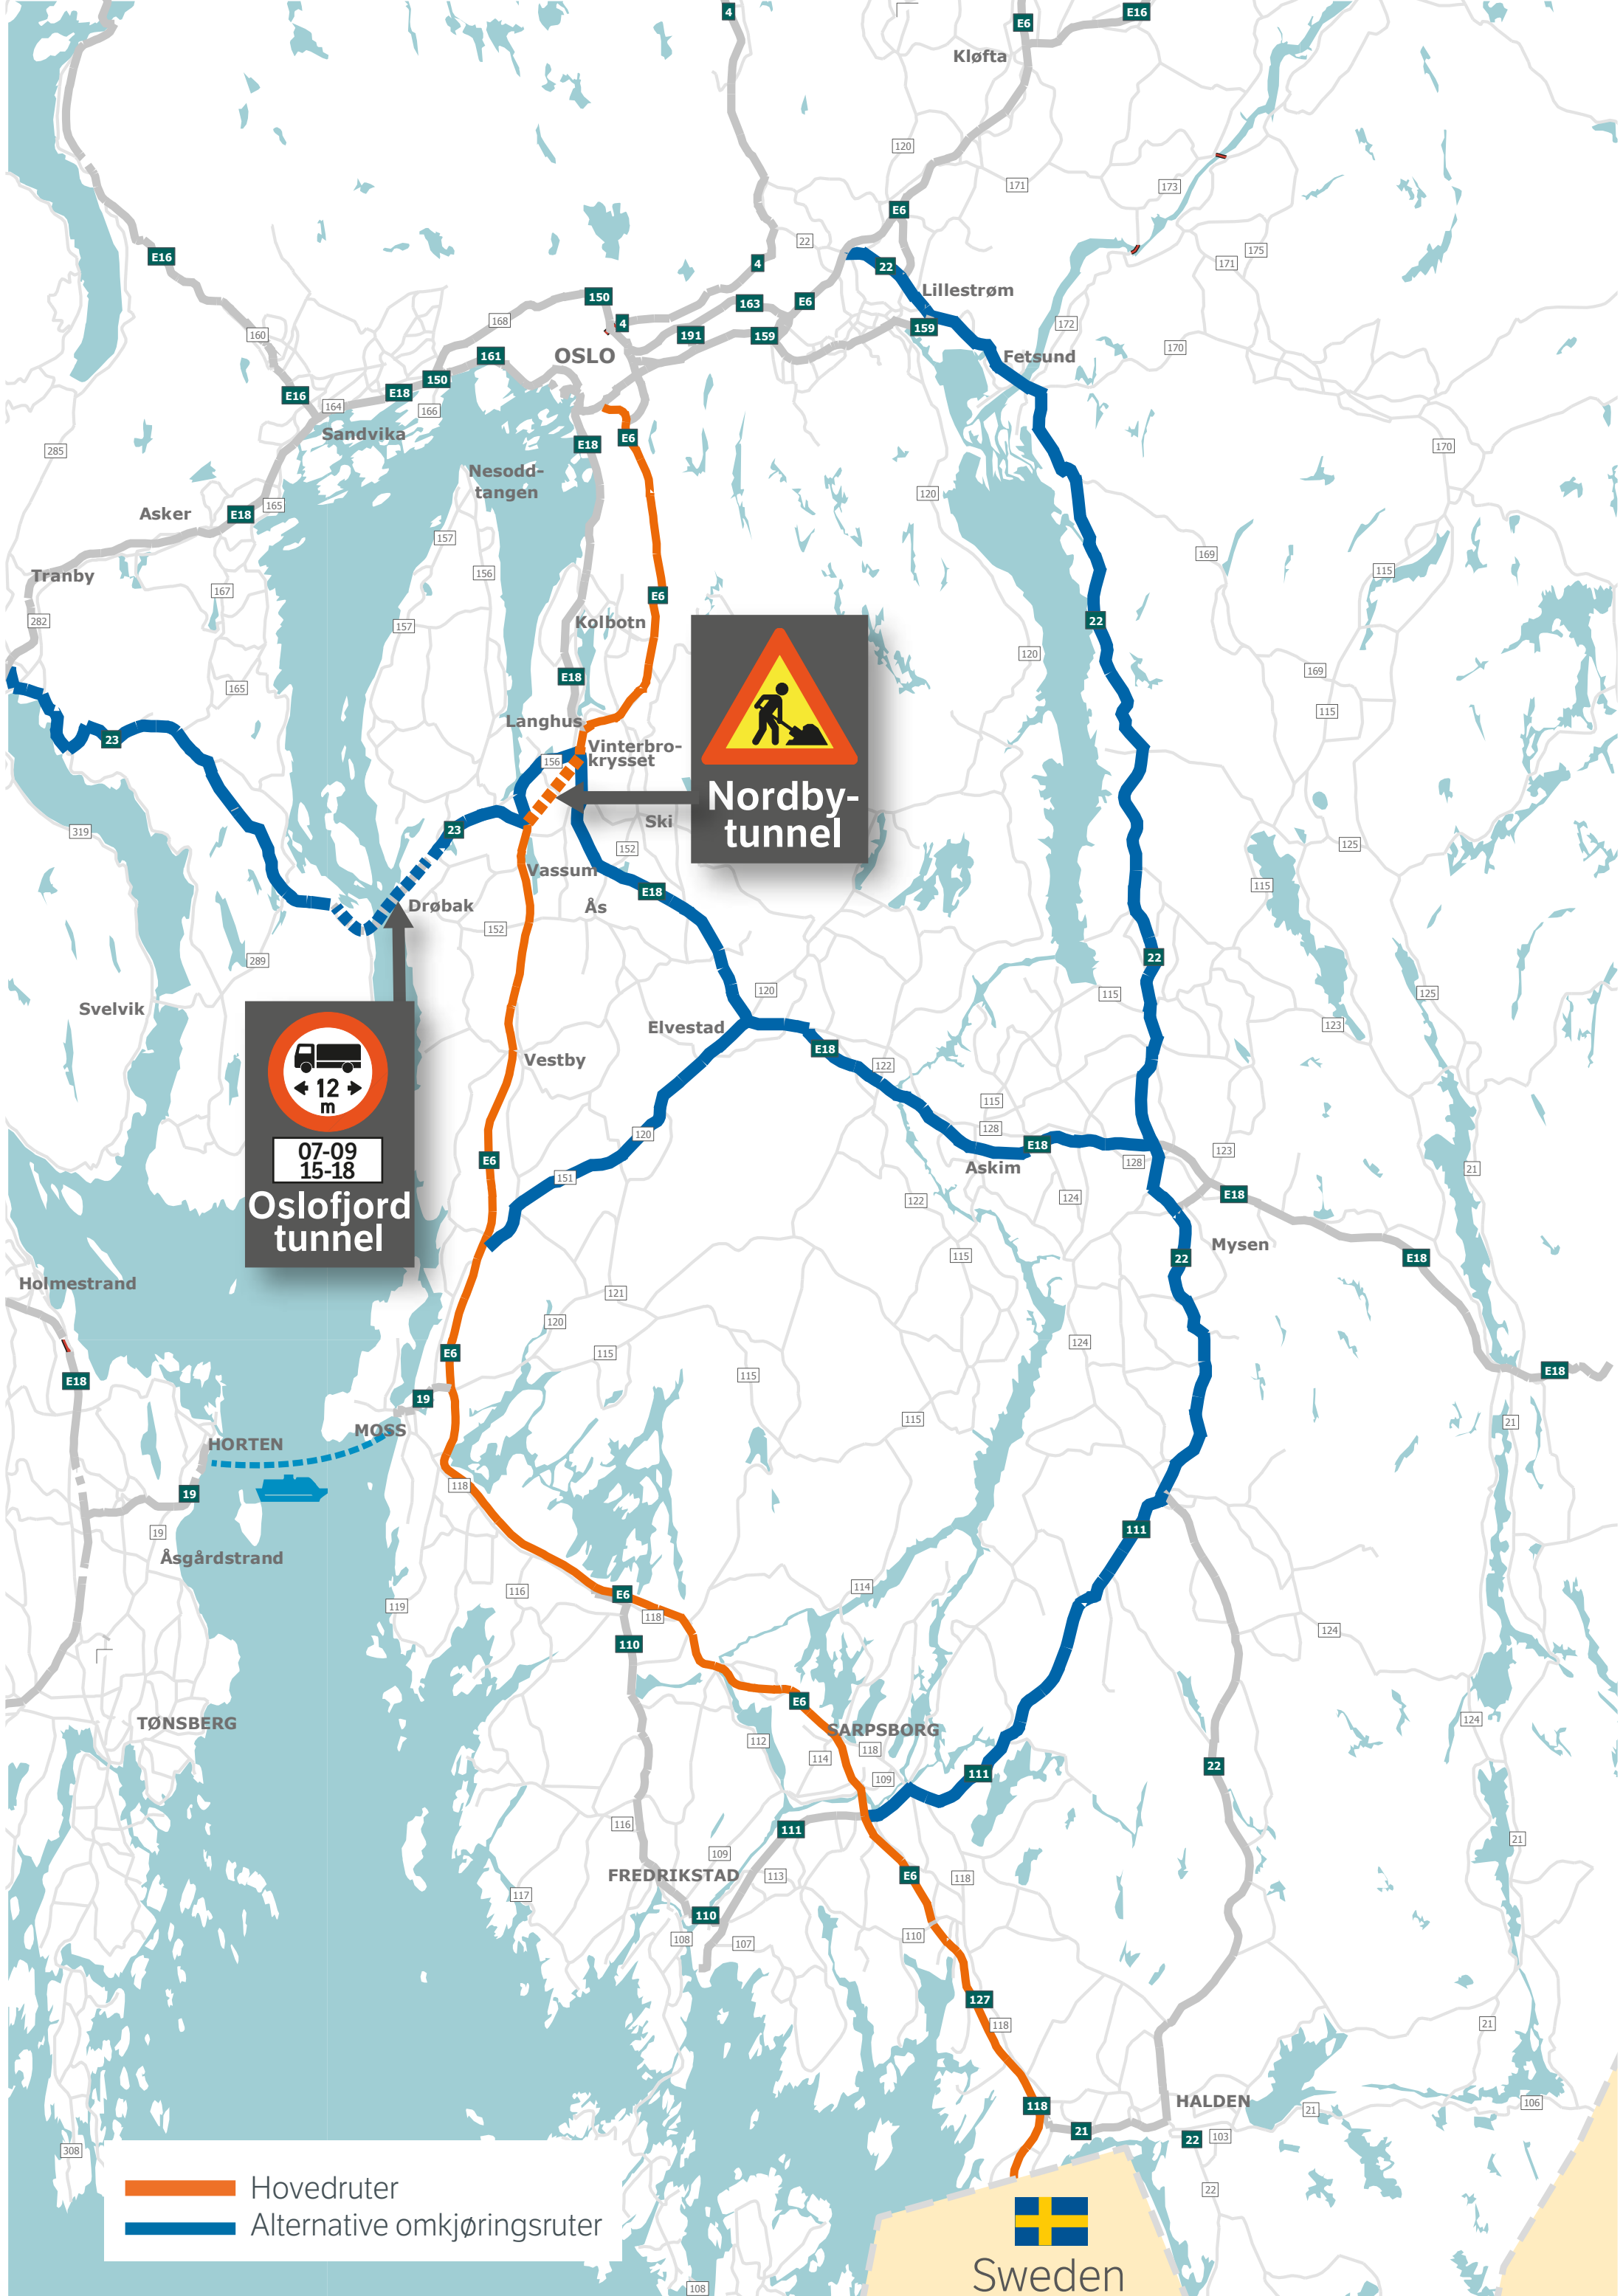 4
E6
E16
Kløfta
120
171
173
E6
22
175
171
E16
4
22
Lillestrøm
150
163
E6
4
168
172
160
191
159
159
170
161
OSLO
Fetsund
150
E18
E16
164
166
Sandvika
E6
E18
170
285
Nesodd-
tangen
120
165
Asker
E18
157
169
115
Tranby
156
167
E6
282
157
Kolbotn
22
120
169
E18
165
115
Langhus
23
Vinterbro-
krysset
156
Nordby-
tunnel
319
23
Ski
125
152
Vassum
115
E18
Drøbak
Ås
152
22
289
120
115
125
Svelvik
Elvestad
123
E18
Vestby
122
12
m
115
128
120
E18
07-09
15-18
123
E6
128
Askim
21
151
124
E18
Oslofjord
tunnel
122
Mysen
115
22
E18
Holmestrand
121
120
124
E6
115
E18
E18
115
19
115
21
MOSS
HORTEN
118
19
111
19
Åsgårdstrand
114
116
E6
119
118
124
110
E6
124
TØNSBERG
SARPSBORG
112
118
114
22
111
109
116
111
21
109
FREDRIKSTAD
113
E6
118
117
110
110
108
107
127
21
118
HALDEN
118
106
21
21
22
103
308
Hovedruter
22
Alternative omkjøringsruter
Sweden
108